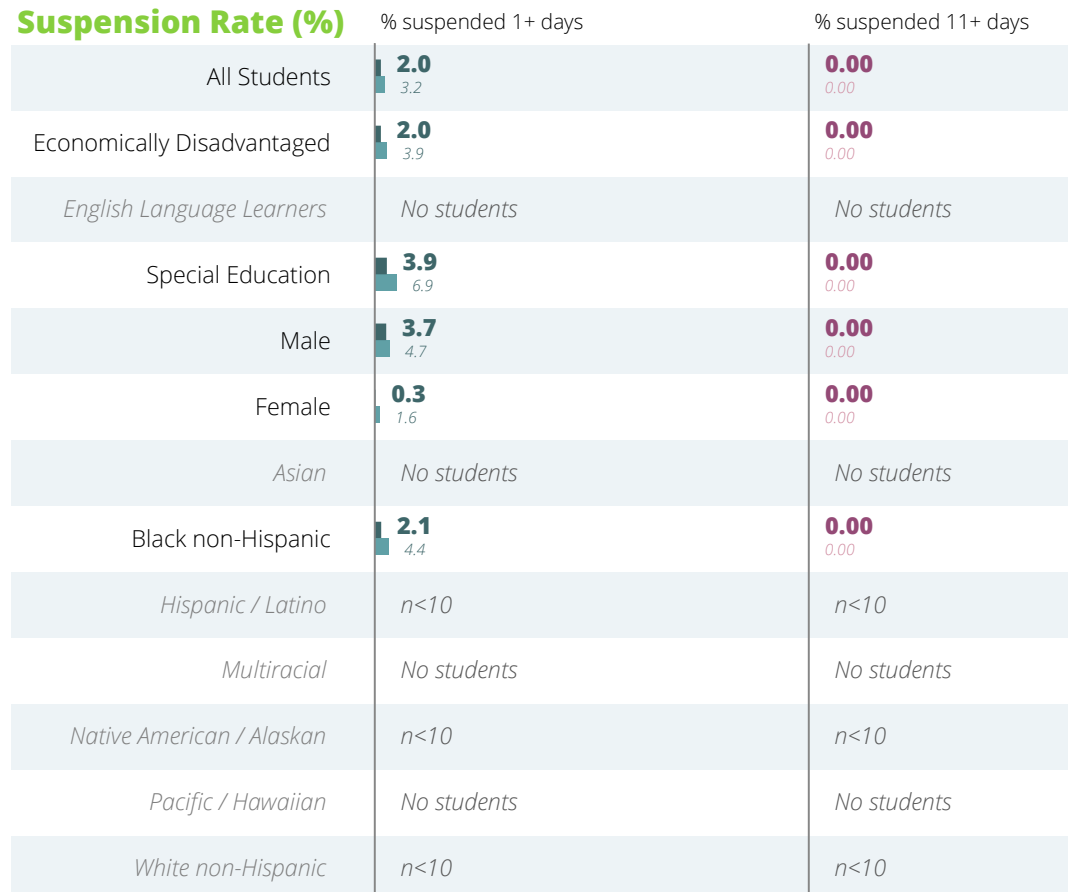 Suspension Rate (%) % suspended 1+ days % suspended 11+ days
All Students 2.0 0.00
3.2 0.00
Economically Disadvantaged 2.0 0.00
3.9 0.00
English Language Learners No students No students
Special Education 3.9 0.00
6.9 0.00
Male 3.7 0.00
4.7 0.00
Female 0.3 0.00
1.6 0.00
Asian No students No students
Black non-Hispanic 2.1 0.00
4.4 0.00
Hispanic / Latino n<10 n<10
Multiracial No students No students
Native American / Alaskan n<10 n<10
Pacific / Hawaiian No students No students
White non-Hispanic n<10 n<10